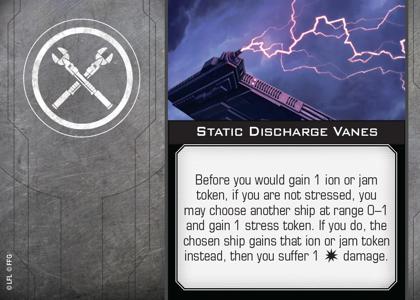 STATIC DISCHARGE VANES
Before you would gain 1 ion or jam
token, if you are not stressed, you
may choose another ship at range 0–1
and gain 1 stress token. If you do, the
chosen ship gains that ion or jam token
instead, then you suffer 1 damage.
© LFL © FFG